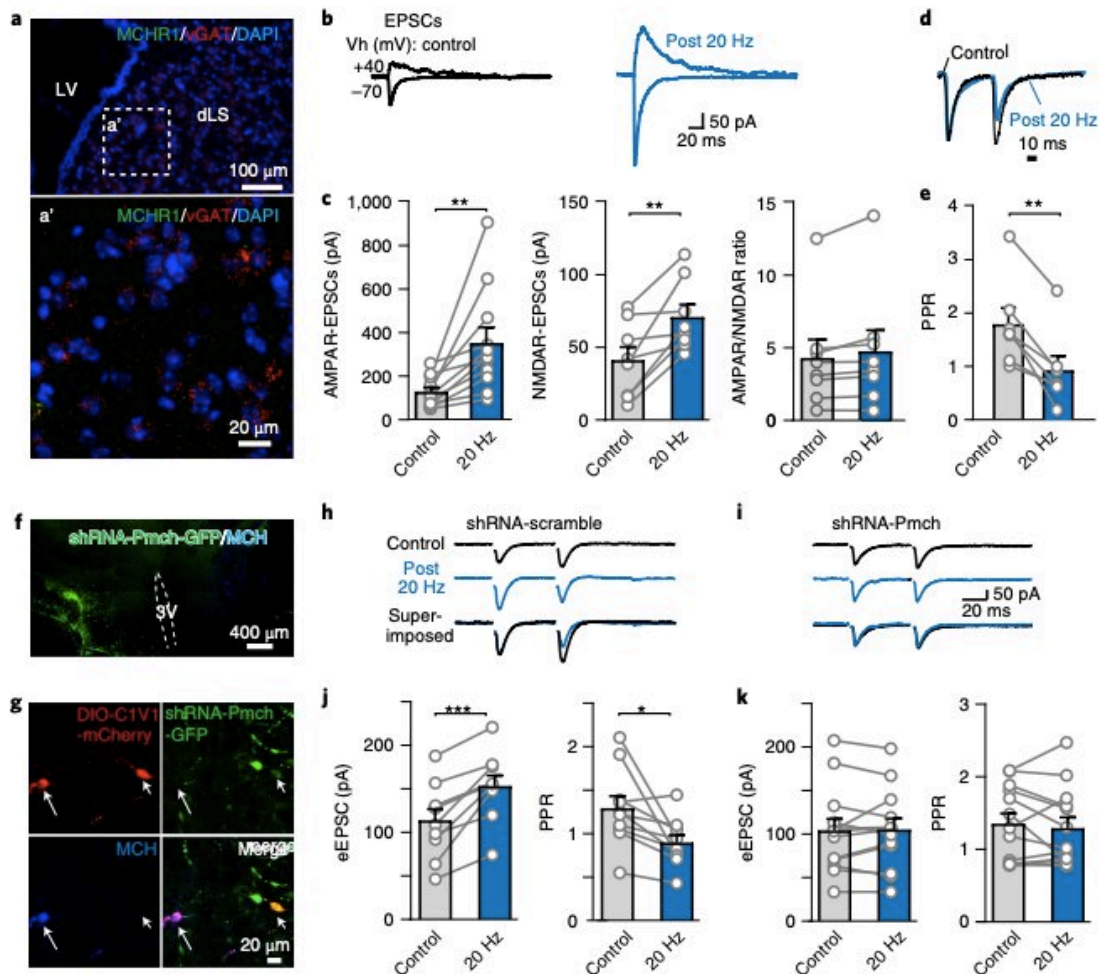 a
MCHR1/vGAT/DAPI
LV
a'
dLS
100 μm
a'
MCHR1/vGAT/DAPI
20 μm
b
EPSCs
Vh (mV): control
+40
−70
Post 20 Hz
50 pA
20 ms
d
Control
Post 20 Hz
10 ms
c
AMPAR-EPSCs (pA)
1,000
800
600
400
200
0
**
Control
20 Hz
NMDAR-EPSCs (pA)
150
100
50
0
**
Control
20 Hz
AMPAR/NMDAR ratio
15
10
5
0
Control
20 Hz
e
PPR
4
3
2
1
0
**
Control
20 Hz
f
shRNA-Pmch-GFP/MCH
3V
400 μm
g
DIO-C1V1
-mCherry
shRNA-Pmch
-GFP
MCH
Merge
merge
20 μm
h
shRNA-scramble
Control
Post
20 Hz
Super-
imposed
i
shRNA-Pmch
50 pA
20 ms
j
eEPSC (pA)
200
100
0
***
Control
20 Hz
PPR
2
1
0
*
Control
20 Hz
k
eEPSC (pA)
200
150
100
50
0
Control
20 Hz
PPR
3
2
1
0
Control
20 Hz